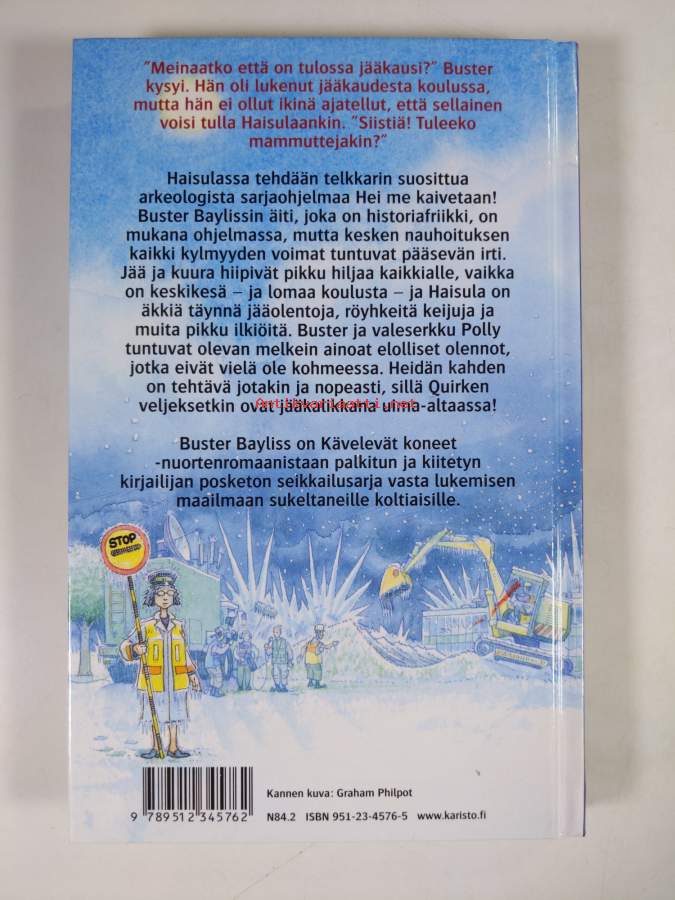 "Meinaatko että on tulossa jääkausi?" Buster
kysyi. Hän oli lukenut jääkaudesta koulussa,
mutta hän ei ollut ikinä ajatellut, että sellainen
voisi tulla Haisulaankin. "Siistiä! Tuleeko
mammuttejakin?"
Haisulassa tehdään telkkarin suosittua
arkeologista sarjaohjelmaa Hei me kaivetaan!
Buster Baylissin äiti, joka on historiafriikki, on
mukana ohjelmassa, mutta kesken nauhoituksen
kaikki kylmyyden voimat tuntuvat pääsevän irti.
Jää ja kuura hiipivät pikku hiljaa kaikkialle, vaikka
on keskikesä – ja lomaa koulusta – ja Haisula on
äkkiä täynnä jääolentoja, röyhkeitä keijuja ja
muita pikku ilkiöitä. Buster ja valeserkku Polly
tuntuvat olevan melkein ainoat elolliset olennot,
jotka eivät vielä ole kohmeessa. Heidän kahden
on tehtävä jotakin ja nopeasti, sillä Quirken
veljeksetkin ovat jääkalikkana uima-altaassa!
Antikvariaatti.net
Buster Bayliss on Kävelevät koneet
-nuortenromaanistaan palkitun ja kiitetyn
kirjailijan posketon seikkailusarja vasta lukemisen
maailmaan sukeltaneille koltiaisille.
STOP
Kannen kuva: Graham Philpot
9 789512 345762
N84.2 ISBN 951-23-4576-5 www.karisto.fi